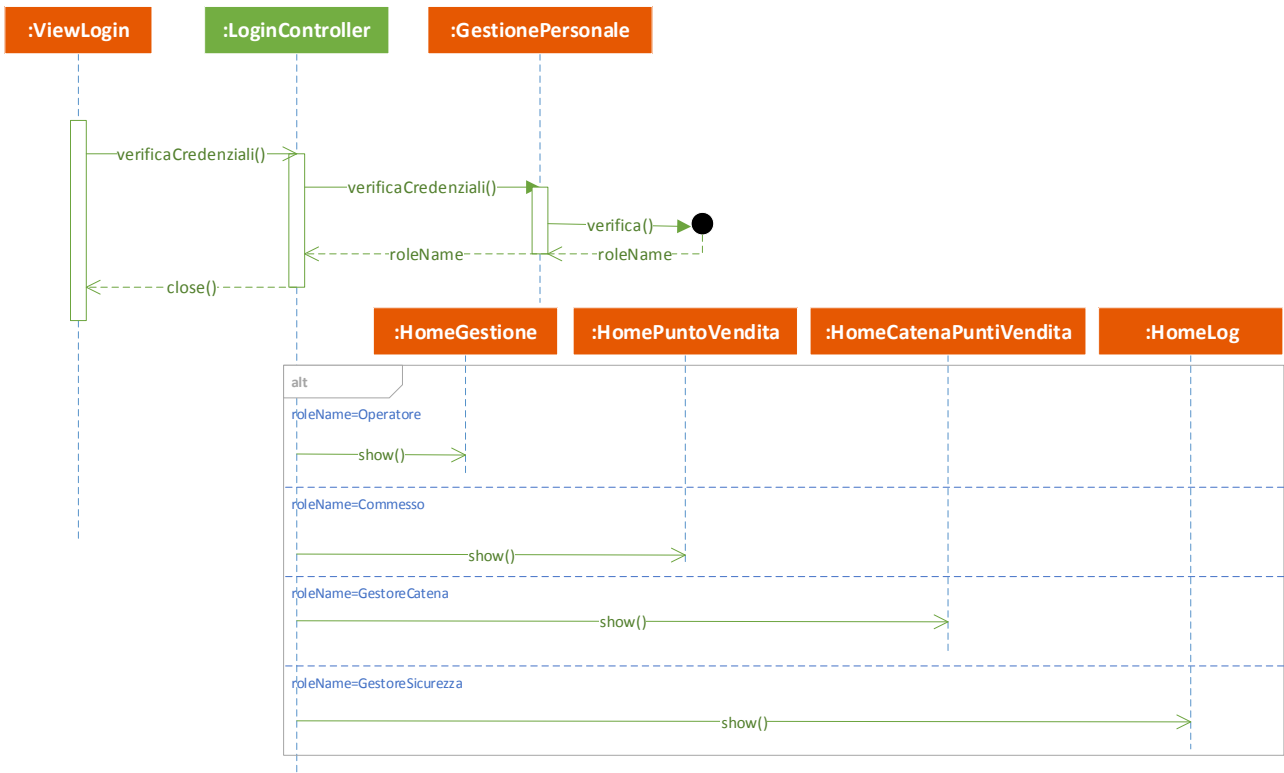 :ViewLogin
:LoginController
:GestionePersonale
verificaCredenziali()
verificaCredenziali()
verifica()
roleName
roleName
close()
:HomeGestione
:HomePuntoVendita
:HomeCatenaPuntiVendita
:HomeLog
alt
roleName=Operatore
show()
roleName=Commesso
show()
roleName=GestoreCatena
show()
roleName=GestoreSicurezza
show()